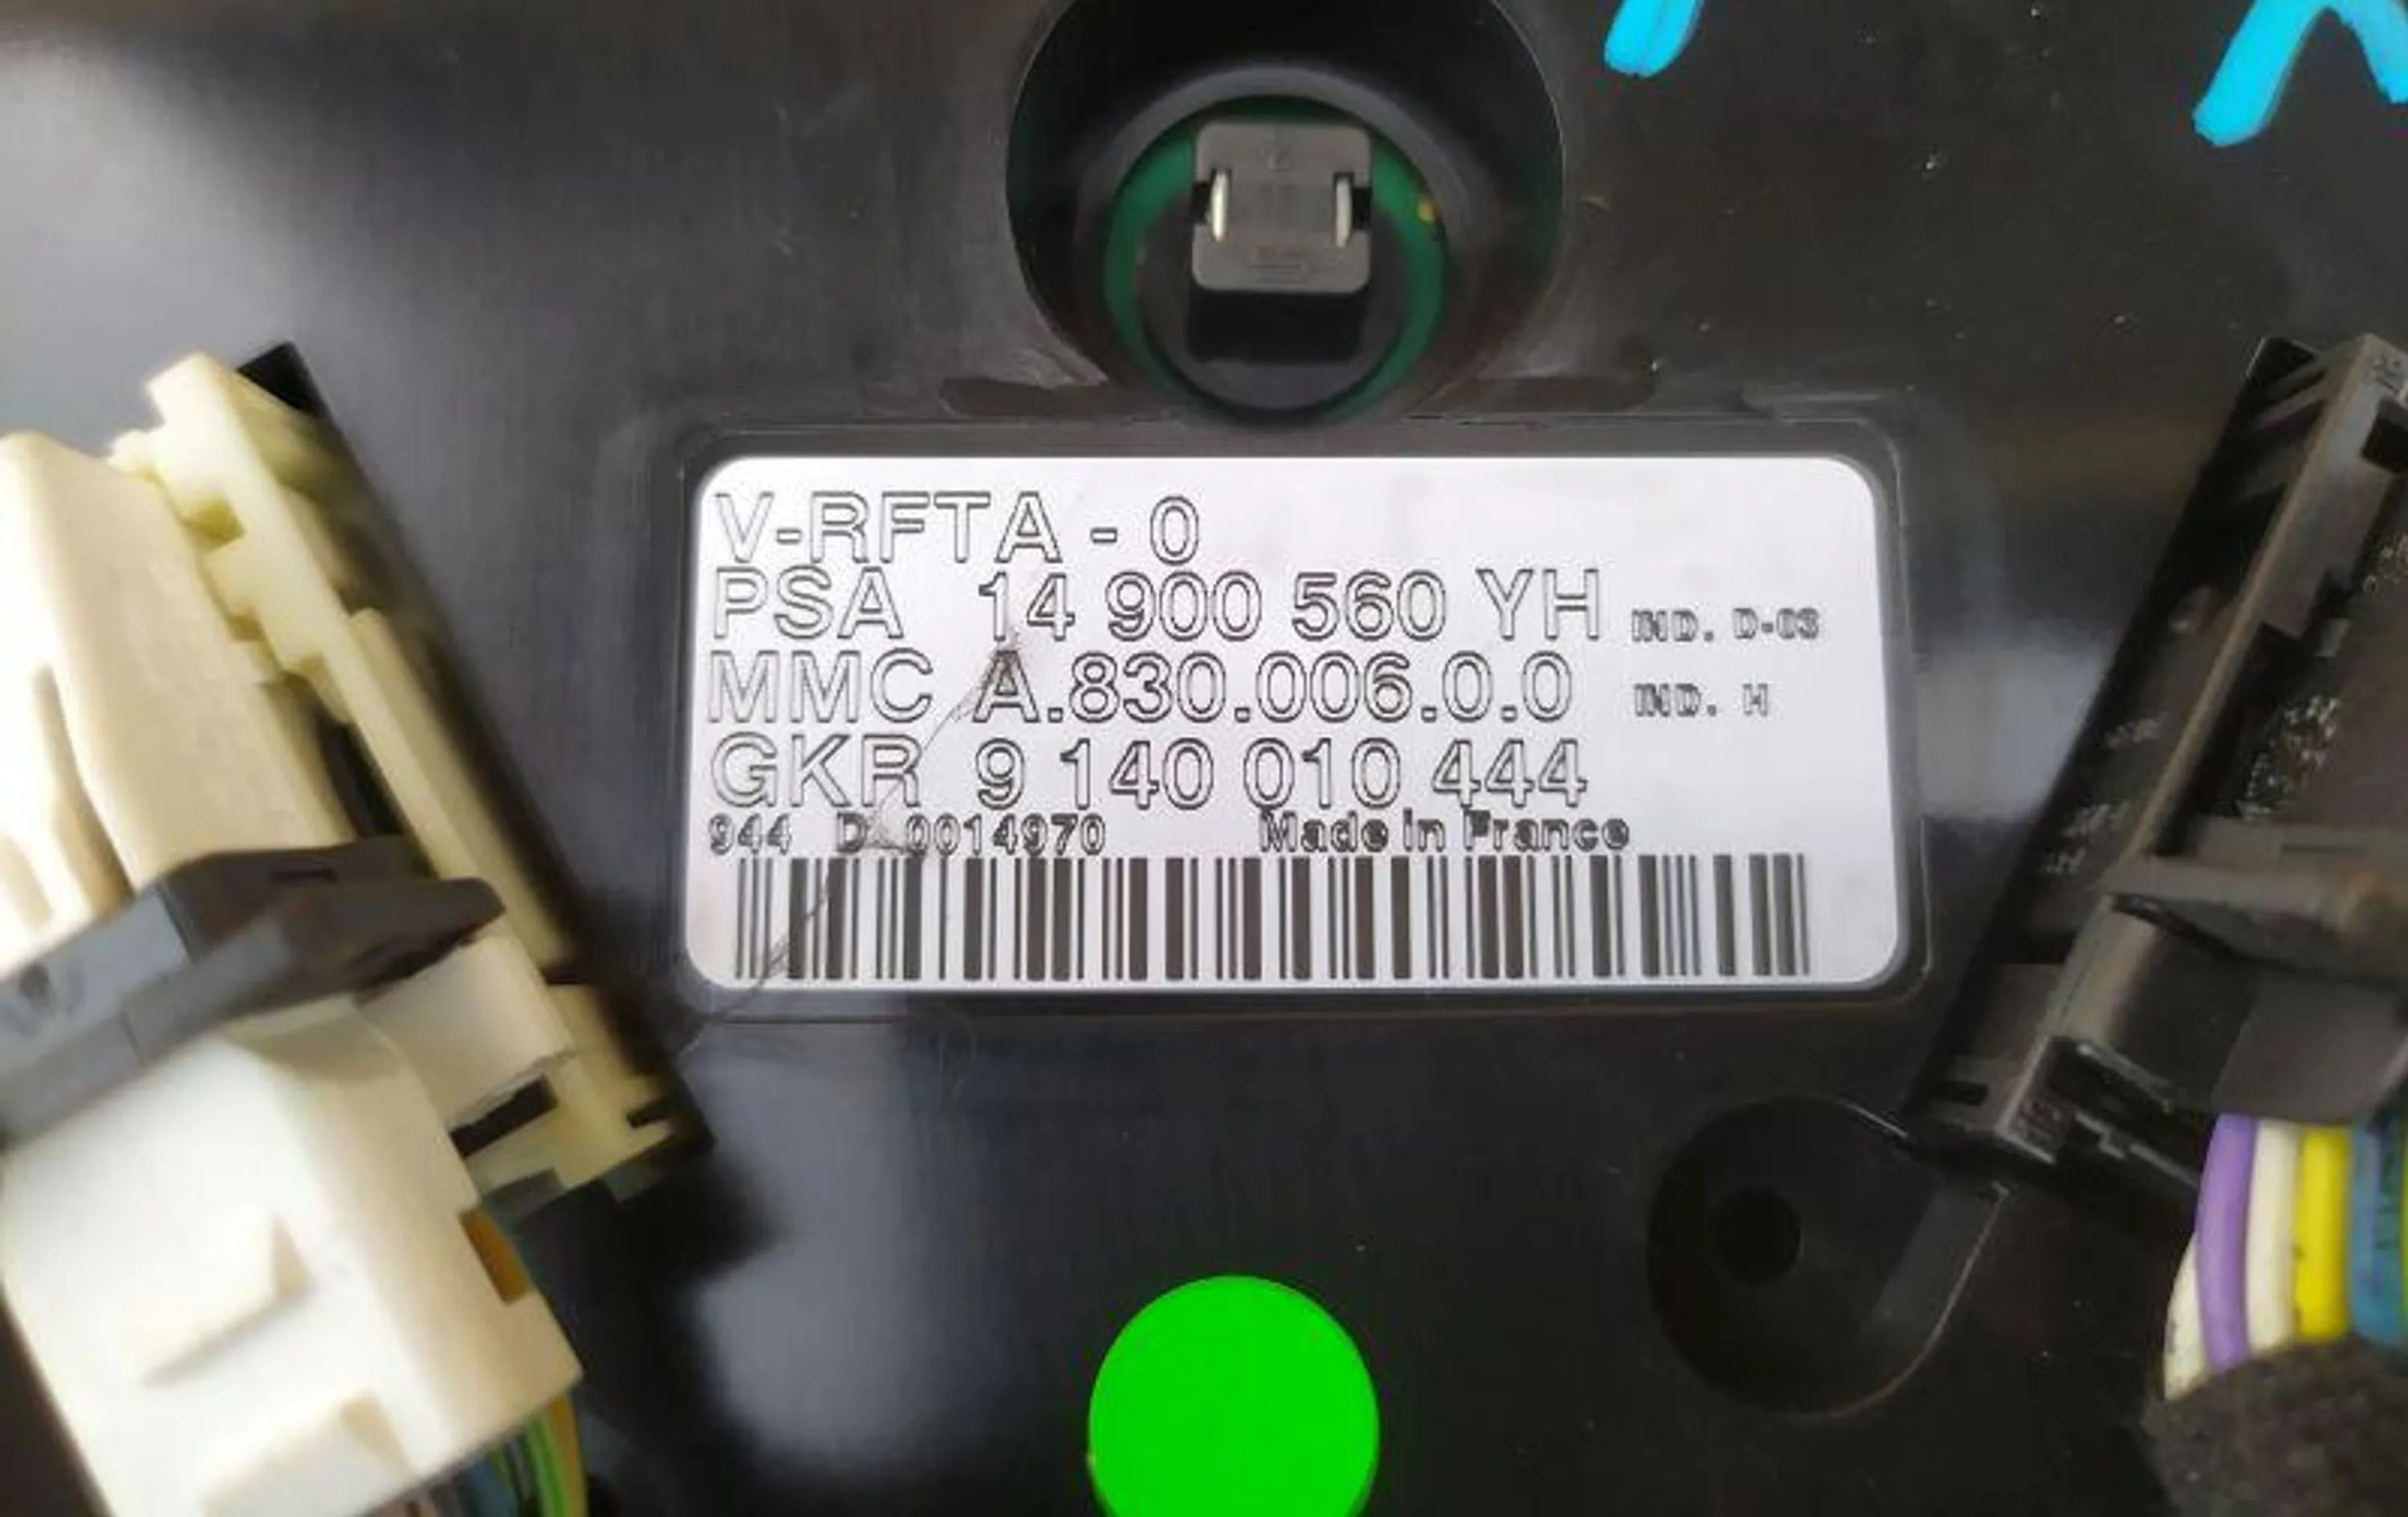 V-RFTA - 0
PSA 14 900 560 YH IND. D-03
MMC A.830.006.0.0 IND. H
GKR 9 140 010 444
944 D 0014970 Made in France